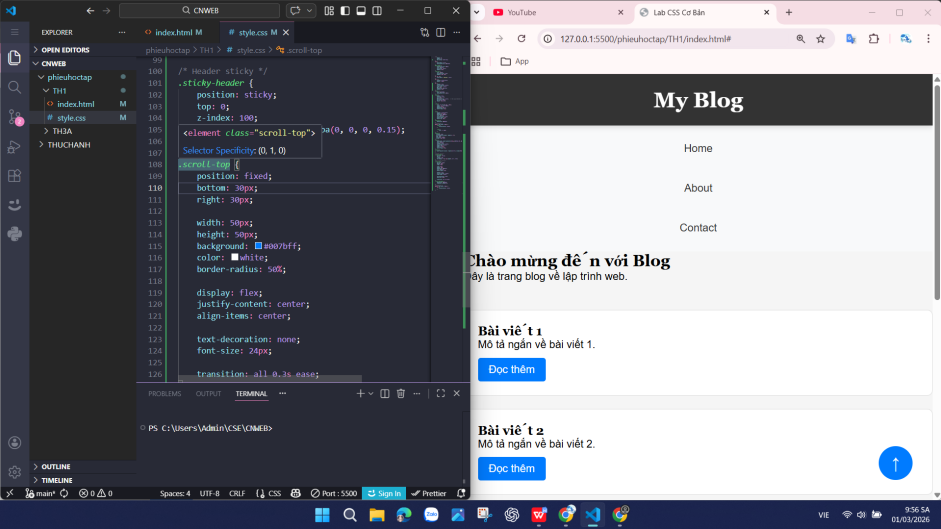 CNWEB
EXPLORER
OPEN EDITORS
CNWEB
phieuhoctap
TH1
index.html M
style.css M
TH3A
THUCHANH
OUTLINE
TIMELINE
index.html M
style.css M
phieuhoctap > TH1 > style.css > .scroll-top
99
100 /* Header sticky */
101 .sticky-header {
102 position: sticky;
103 top: 0;
104 z-index: 100;
105 ba(0, 0, 0, 0.15);
106
<element class="scroll-top">
107
Selector Specificity: (0, 1, 0)
108 .scroll-top {
109 position: fixed;
110 bottom: 30px;
111 right: 30px;
112
113 width: 50px;
114 height: 50px;
115 background: #007bff;
116 color: white;
117 border-radius: 50%;
118
119 display: flex;
120 justify-content: center;
121 align-items: center;
122
123 text-decoration: none;
124 font-size: 24px;
125
126 transition: all 0.3s ease;
PROBLEMS OUTPUT TERMINAL
PS C:\Users\Admin\CSE\CNWEB>
main* 0 0 Spaces: 4 UTF-8 CRLF {} CSS Port : 5500 Sign in Prettier
2
YouTube
Lab CSS Cơ Bản
127.0.0.1:5500/phieuhoctap/TH1/index.html#
App
My Blog
Home
About
Contact
Chào mừng đến với Blog
Đây là trang blog về lập trình web.
Bài viết 1
Mô tả ngắn về bài viết 1.
Đọc thêm
Bài viết 2
Mô tả ngắn về bài viết 2.
Đọc thêm
↑
Zalo
VIE
9:56 SA
01/03/2026